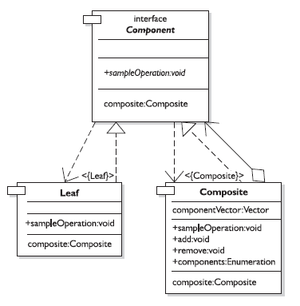 interface
Component
+sampleOperation:void
composite:Composite
<{Leaf}>
<{Composite}>
Leaf
+sampleOperation:void
composite:Composite
Composite
componentVector:Vector
+sampleOperation:void
+add:void
+remove:void
+components:Enumeration
composite:Composite